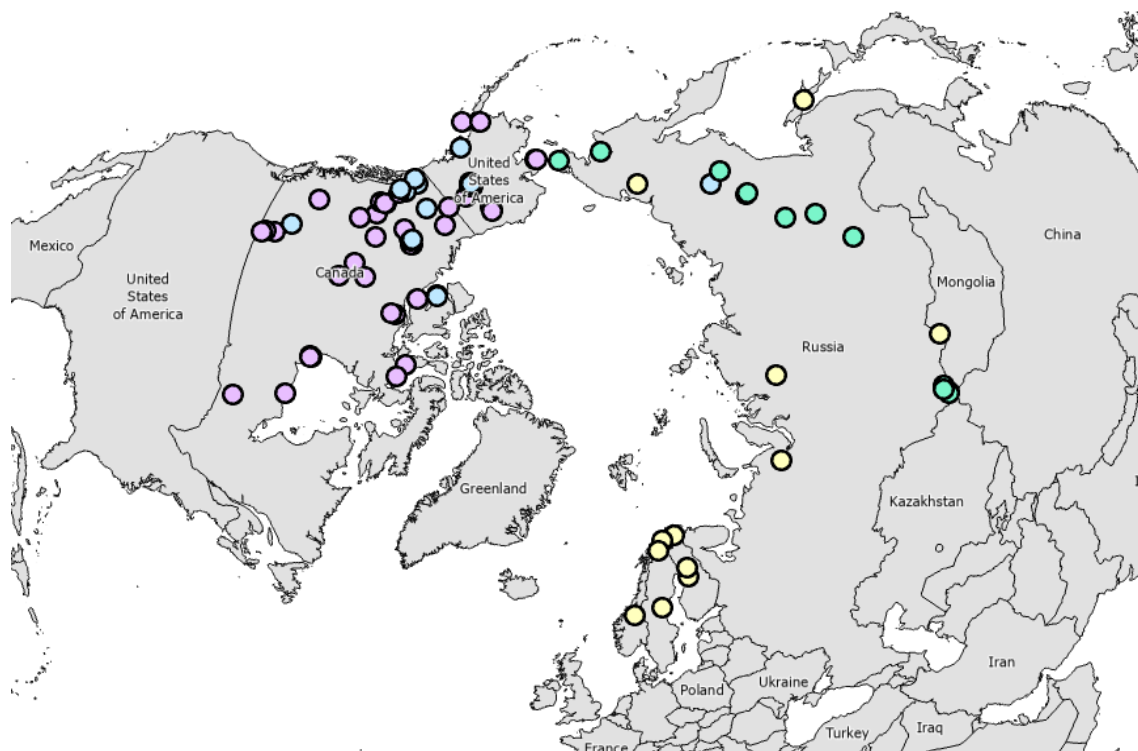 United
States
of America
Mexico
China
Canada
United
States
of America
Mongolia
Russia
Greenland
Kazakhstan
Iran
Poland
Ukraine
Turkey
Iraq
France